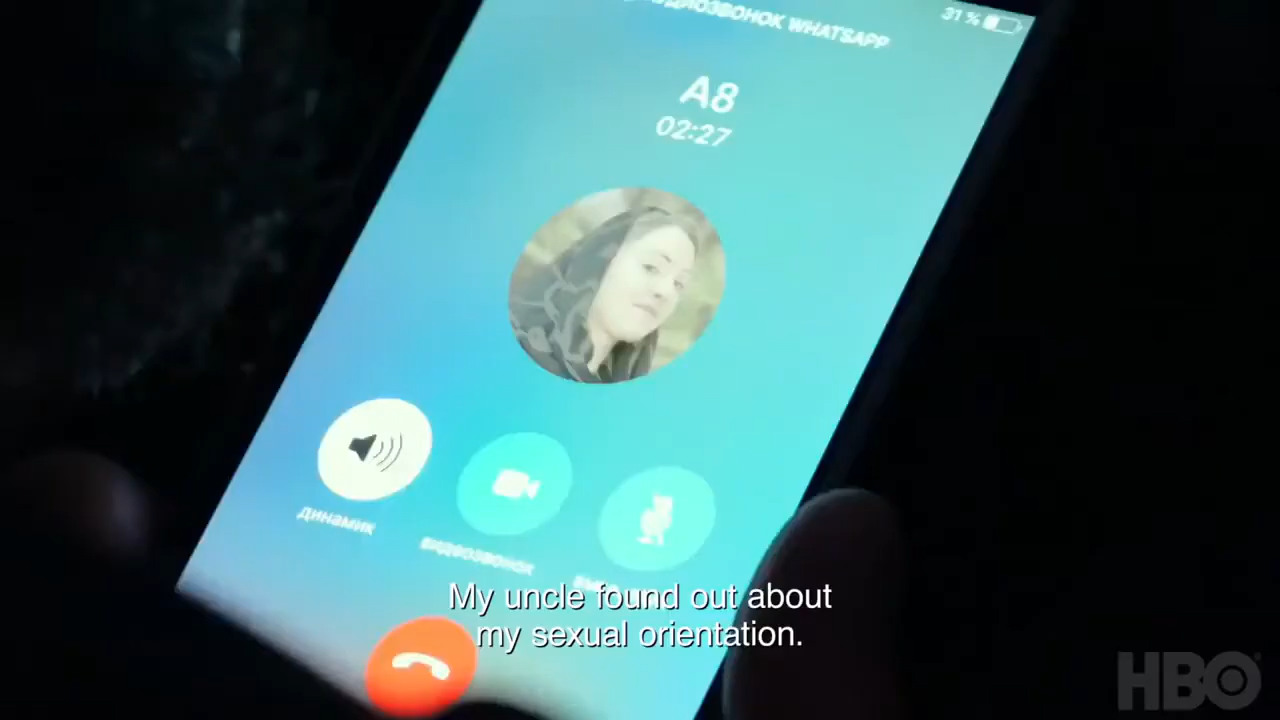 ВИДЕОЗВОНОК WHATSAPP
31 %
A8
02:27
динамик
видеозвонок
My uncle found out about
my sexual orientation.
HBO